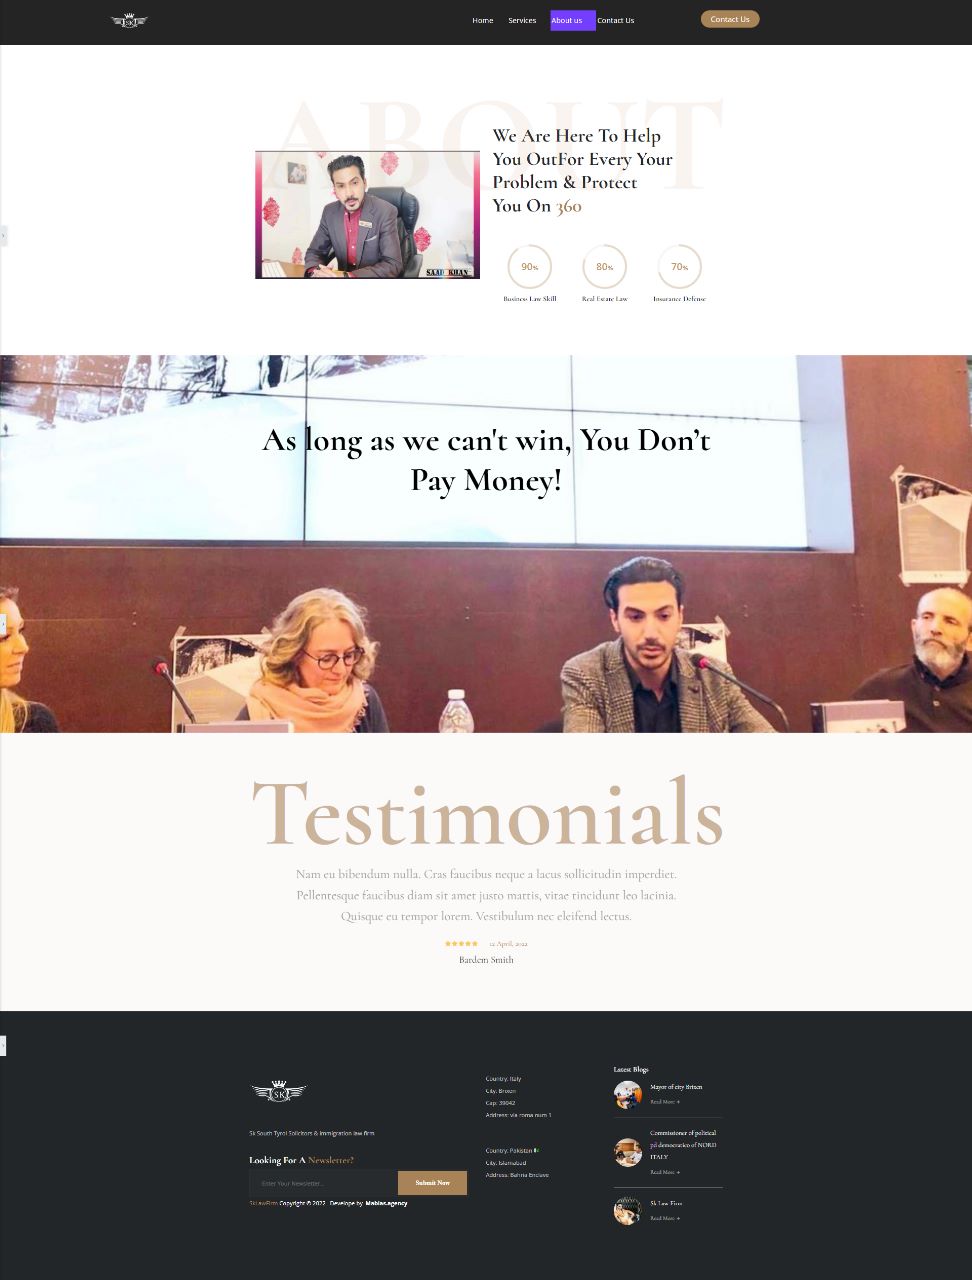 SK
Home Services About us Contact Us
Contact Us
ABOUT
We Are Here To Help
You OutFor Every Your
Problem & Protect
You On 360
SAAD KHAN
90% 80% 70%
Business Law Skill Real Estate Law Insurance Defense
As long as we can't win, You Don’t
Pay Money!
Testimonials
Nam eu bibendum nulla. Cras faucibus neque a lacus sollicitudin imperdiet.
Pellentesque faucibus diam sit amet justo mattis, vitae tincidunt leo lacinia.
Quisque eu tempor lorem. Vestibulum nec eleifend lectus.
12 April, 2022
Bardem Smith
SK
Sk South Tyrol Solicitors & immigration law firm
Looking For A Newsletter?
Enter Your Newsletter...
Submit Now
Sk LawFirm Copyright © 2022 Develope by Mabias.agency
Country: Italy
City: Brixen
Cap: 39042
Address: via roma num 1
Country: Pakistan
City: Islamabad
Address: Bahria Enclave
Latest Blogs
Mayor of city Brixen
Read More
Commissioner of political
pd democratico of NORD
ITALY
Read More
Sk Law Firm
Read More